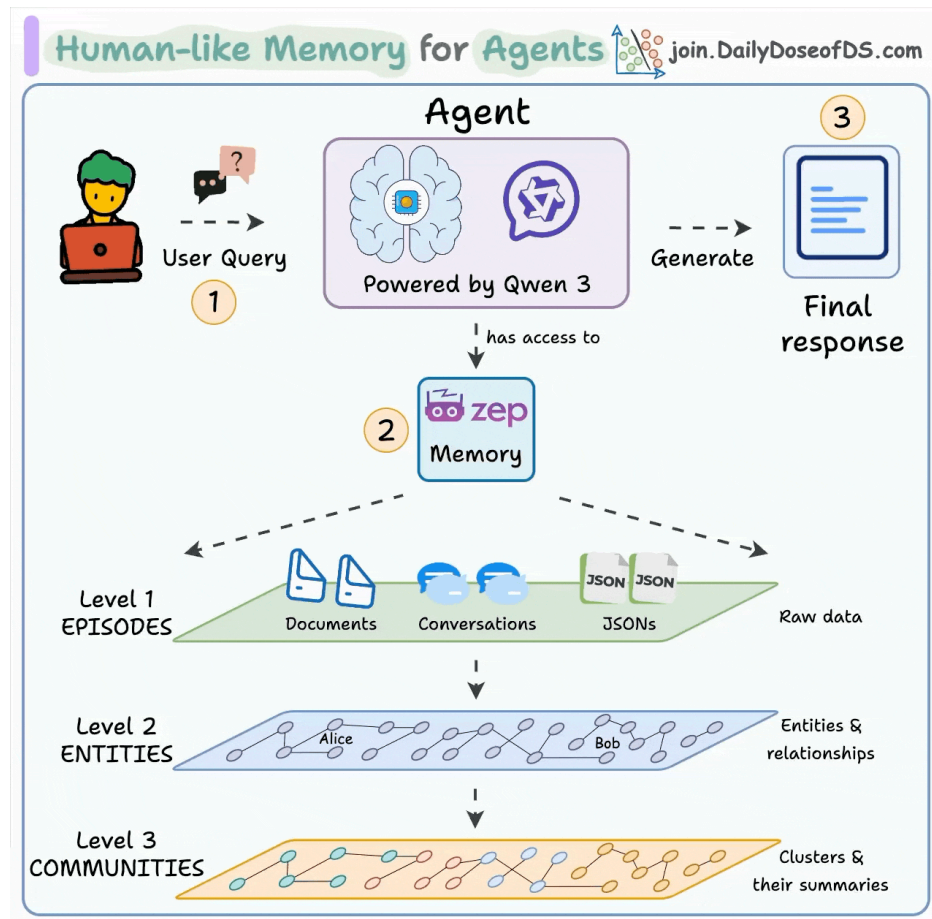 Human-like Memory for Agents
join.DailyDoseofDS.com
Agent
3
?
User Query
1
Powered by Qwen 3
Generate
Final
response
has access to
2
zep
Memory
Level 1
EPISODES
Documents
Conversations
JSON
JSON
JSONs
Raw data
Level 2
ENTITIES
Alice
Bob
Entities &
relationships
Level 3
COMMUNITIES
Clusters &
their summaries